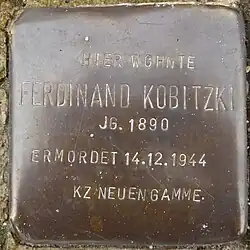 HIER WOHNTE
FERDINAND KOBITZKI
JG. 1890
ERMORDET 14.12.1944
KZ NEUENGAMME.